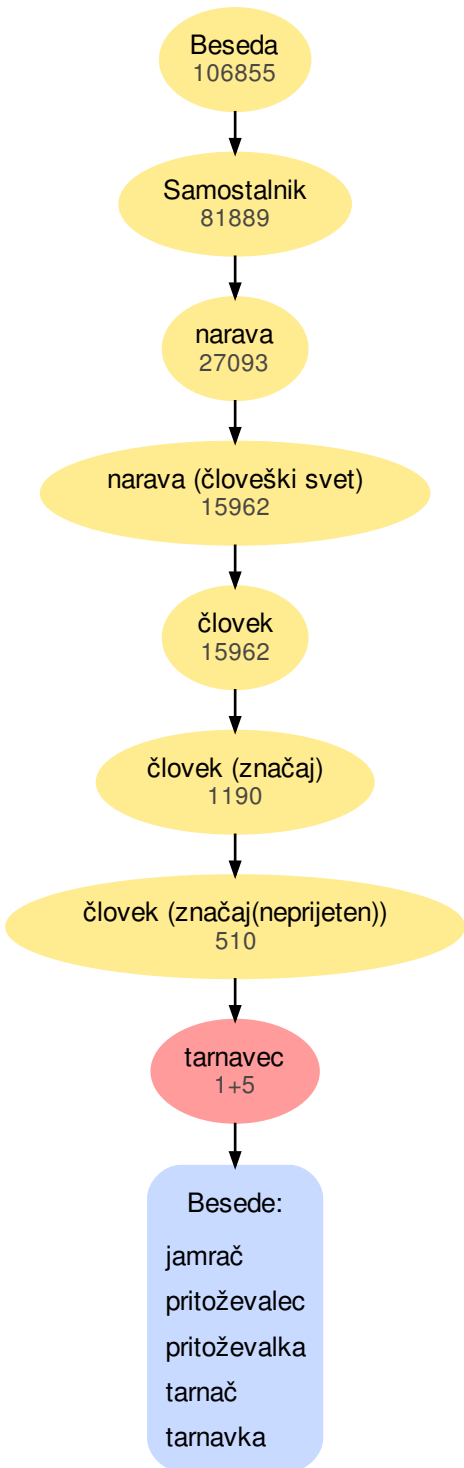 Beseda
106855
Samostalnik
81889
narava
27093
narava (človeški svet)
15962
človek
15962
človek (značaj)
1190
človek (značaj(neprijeten))
510
tarnavec
1+5
Besede:
jamrač
pritoževalec
pritoževalka
tarnač
tarnavka